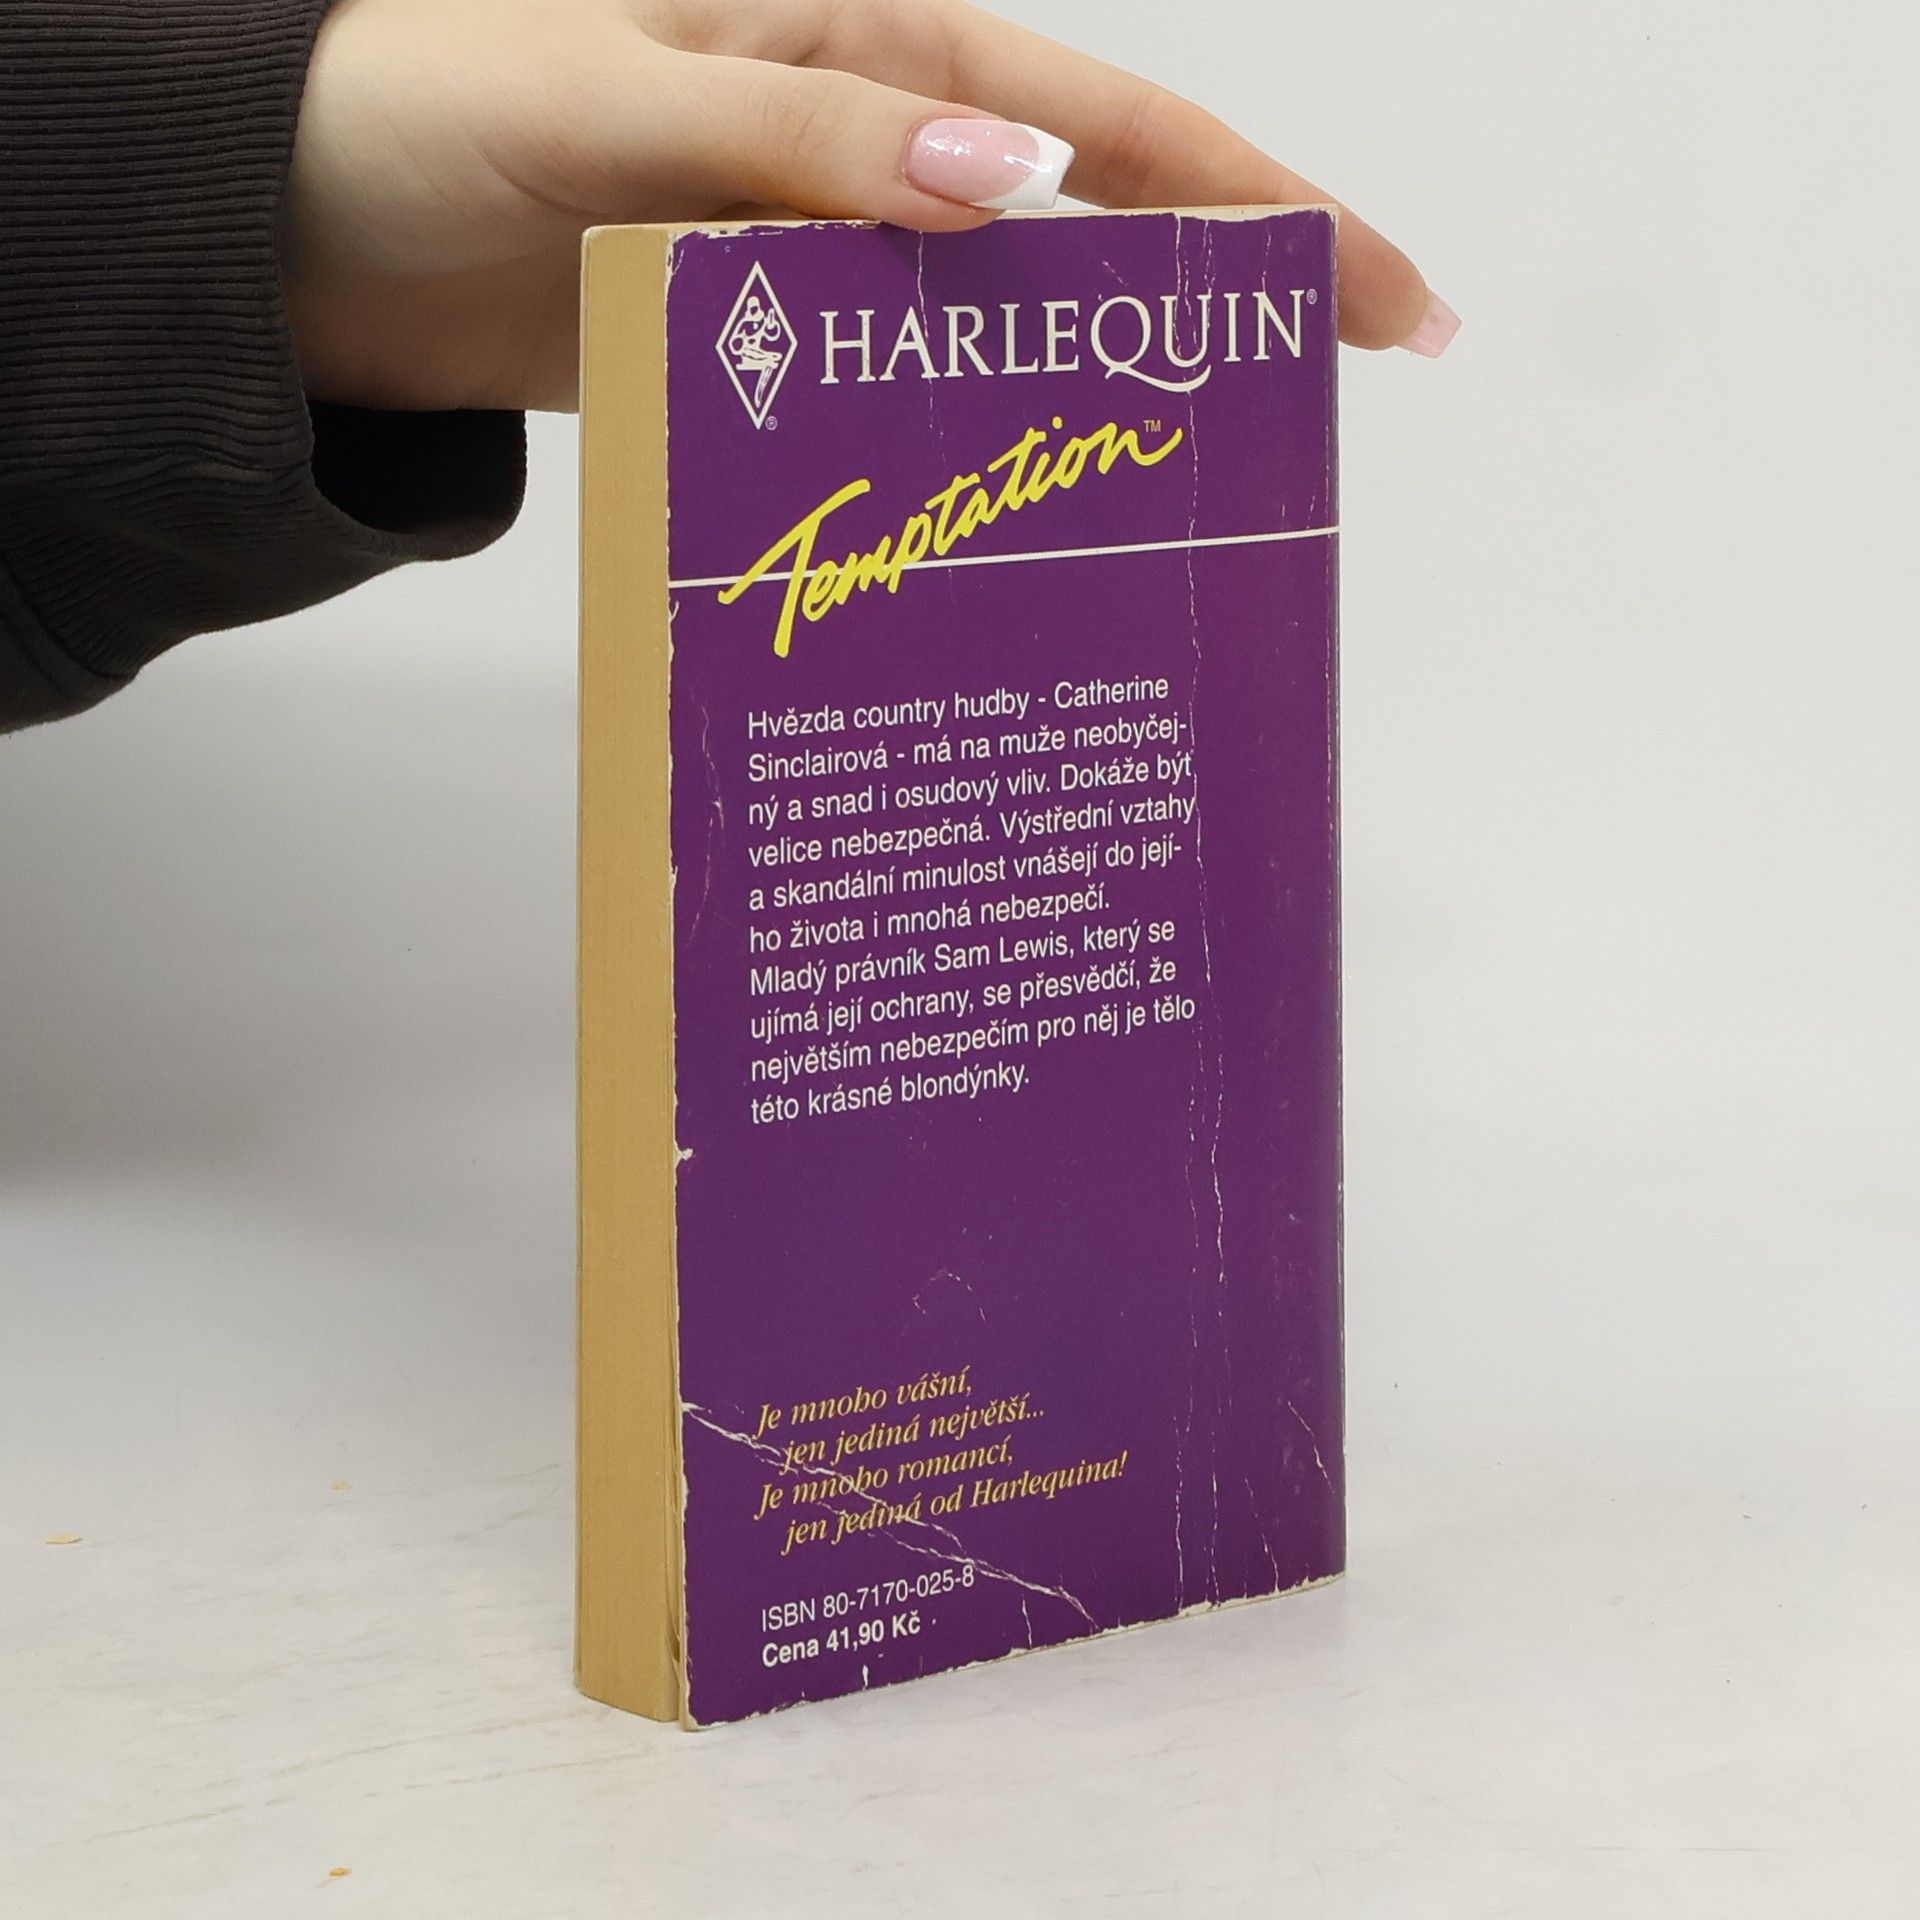 HARLEQUIN®
®
Temptation™
Hvězda country hudby - Catherine
Sinclairová - má na muže neobyčej-
ný a snad i osudový vliv. Dokáže být
velice nebezpečná. Výstřední vztahy
a skandální minulost vnášejí do její-
ho života i mnohá nebezpečí.
Mladý právník Sam Lewis, který se
ujímá její ochrany, se přesvědčí, že
největším nebezpečím pro něj je tělo
této krásné blondýnky.
Je mnoho vášní,
jen jediná největší...
Je mnoho romancí,
jen jediná od Harlequina!
ISBN 80-7170-025-8
Cena 41,90 Kč